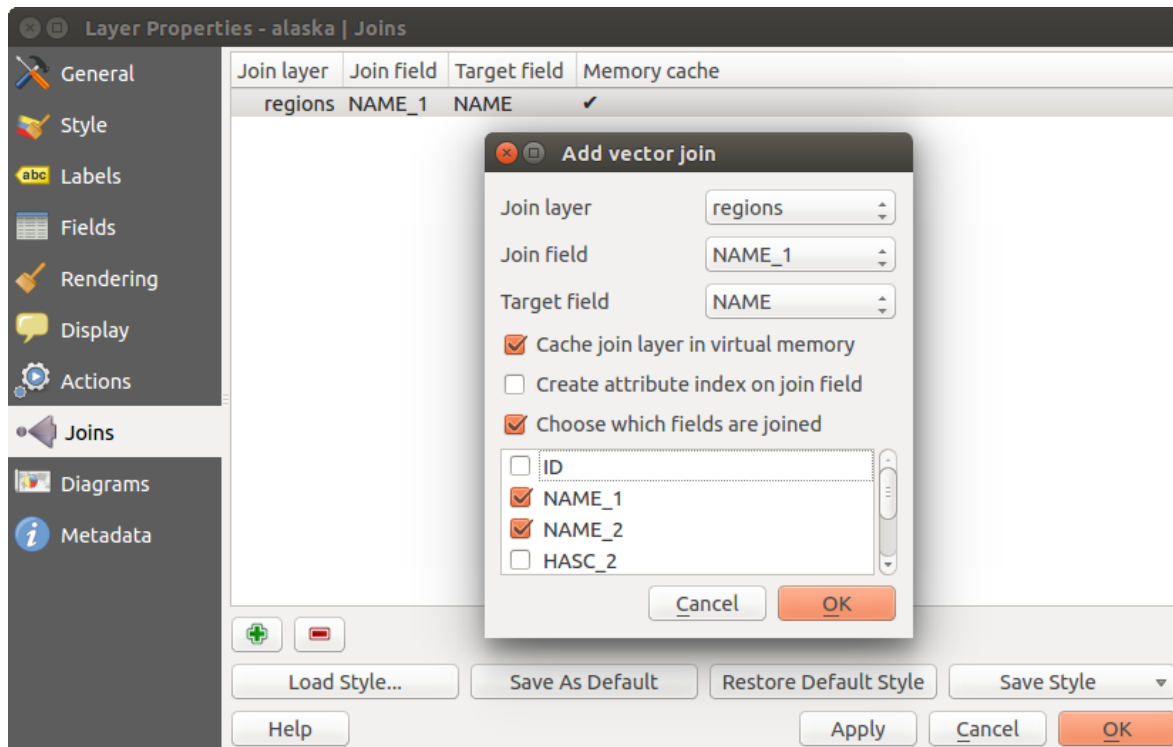 Layer Properties - alaska | Joins
General
Style
abc Labels
Fields
Rendering
Display
Actions
Joins
Diagrams
Metadata
Join layer Join field Target field Memory cache
regions NAME_1 NAME ✔
Add vector join
Join layer regions
Join field NAME_1
Target field NAME
Cache join layer in virtual memory
Create attribute index on join field
Choose which fields are joined
ID
NAME_1
NAME_2
HASC_2
Cancel OK
Load Style... Save As Default Restore Default Style Save Style
Help Apply Cancel OK